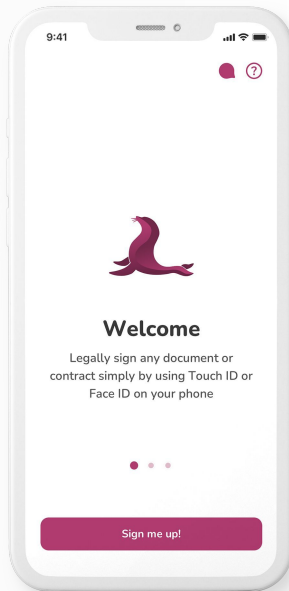 9:41
?
Welcome
Legally sign any document or
contract simply by using Touch ID or
Face ID on your phone
Sign me up!